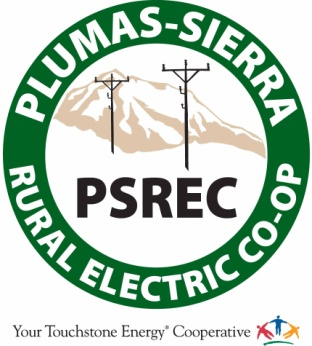 PLUMAS-SIERRA
PSREC
RURAL ELECTRIC CO-OP
Your Touchstone Energy® Cooperative